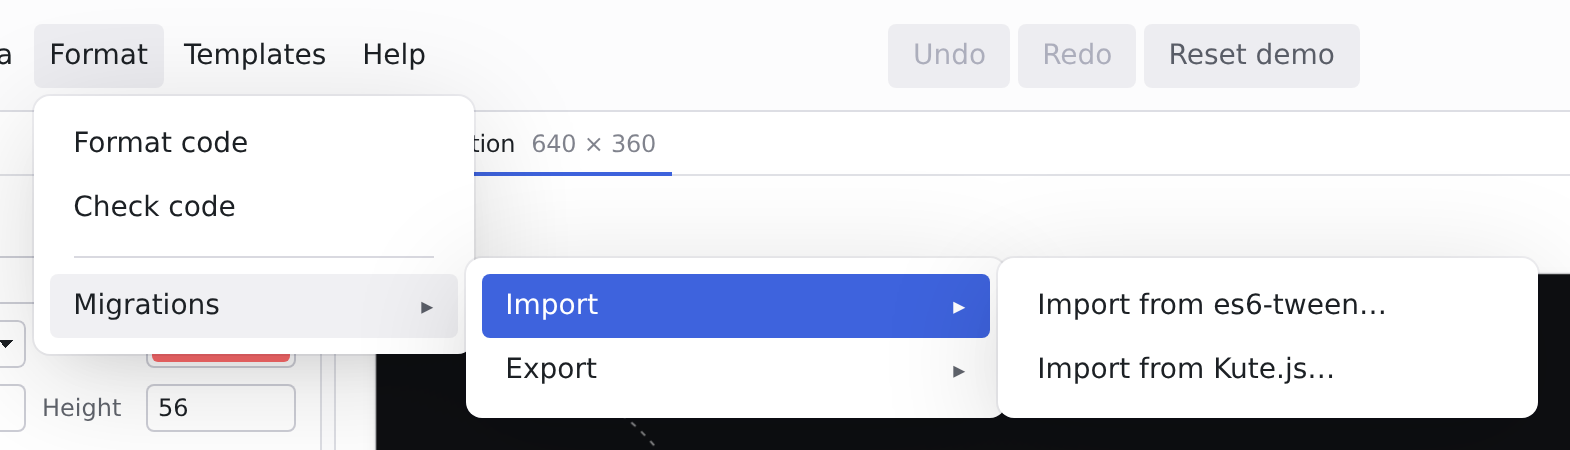 a Format Templates Help Undo Redo Reset demo
Format code
tion 640 × 360
Check code
Migrations ▸
Import ▸
Import from es6-tween...
Export ▸
Import from Kute.js...
Height 56